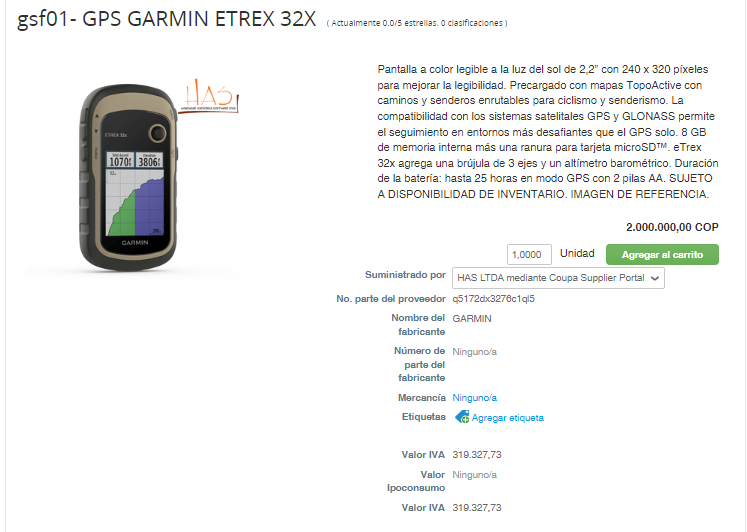 gsf01- GPS GARMIN ETREX 32X ( Actualmente 0.0/5 estrellas. 0 clasificaciones )
HAS
ETREX 32x
GARMIN
Pantalla a color legible a la luz del sol de 2,2” con 240 x 320 píxeles
para mejorar la legibilidad. Precargado con mapas TopoActive con
caminos y senderos enrutables para ciclismo y senderismo. La
compatibilidad con los sistemas satelitales GPS y GLONASS permite
el seguimiento en entornos más desafiantes que el GPS solo. 8 GB
de memoria interna más una ranura para tarjeta microSD™. eTrex
32x agrega una brújula de 3 ejes y un altímetro barométrico. Duración
de la batería: hasta 25 horas en modo GPS con 2 pilas AA. SUJETO
A DISPONIBILIDAD DE INVENTARIO. IMAGEN DE REFERENCIA.
2.000.000,00 COP
1,0000 Unidad Agregar al carrito
Suministrado por HAS LTDA mediante Coupa Supplier Portal
No. parte del proveedor q5172dx3276c1ql5
Nombre del GARMIN
fabricante
Número de Ninguno/a
parte del
fabricante
Mercancía Ninguno/a
Etiquetas Agregar etiqueta
Valor IVA 319.327,73
Valor Ninguno/a
Ipoconsumo
Valor IVA 319.327,73